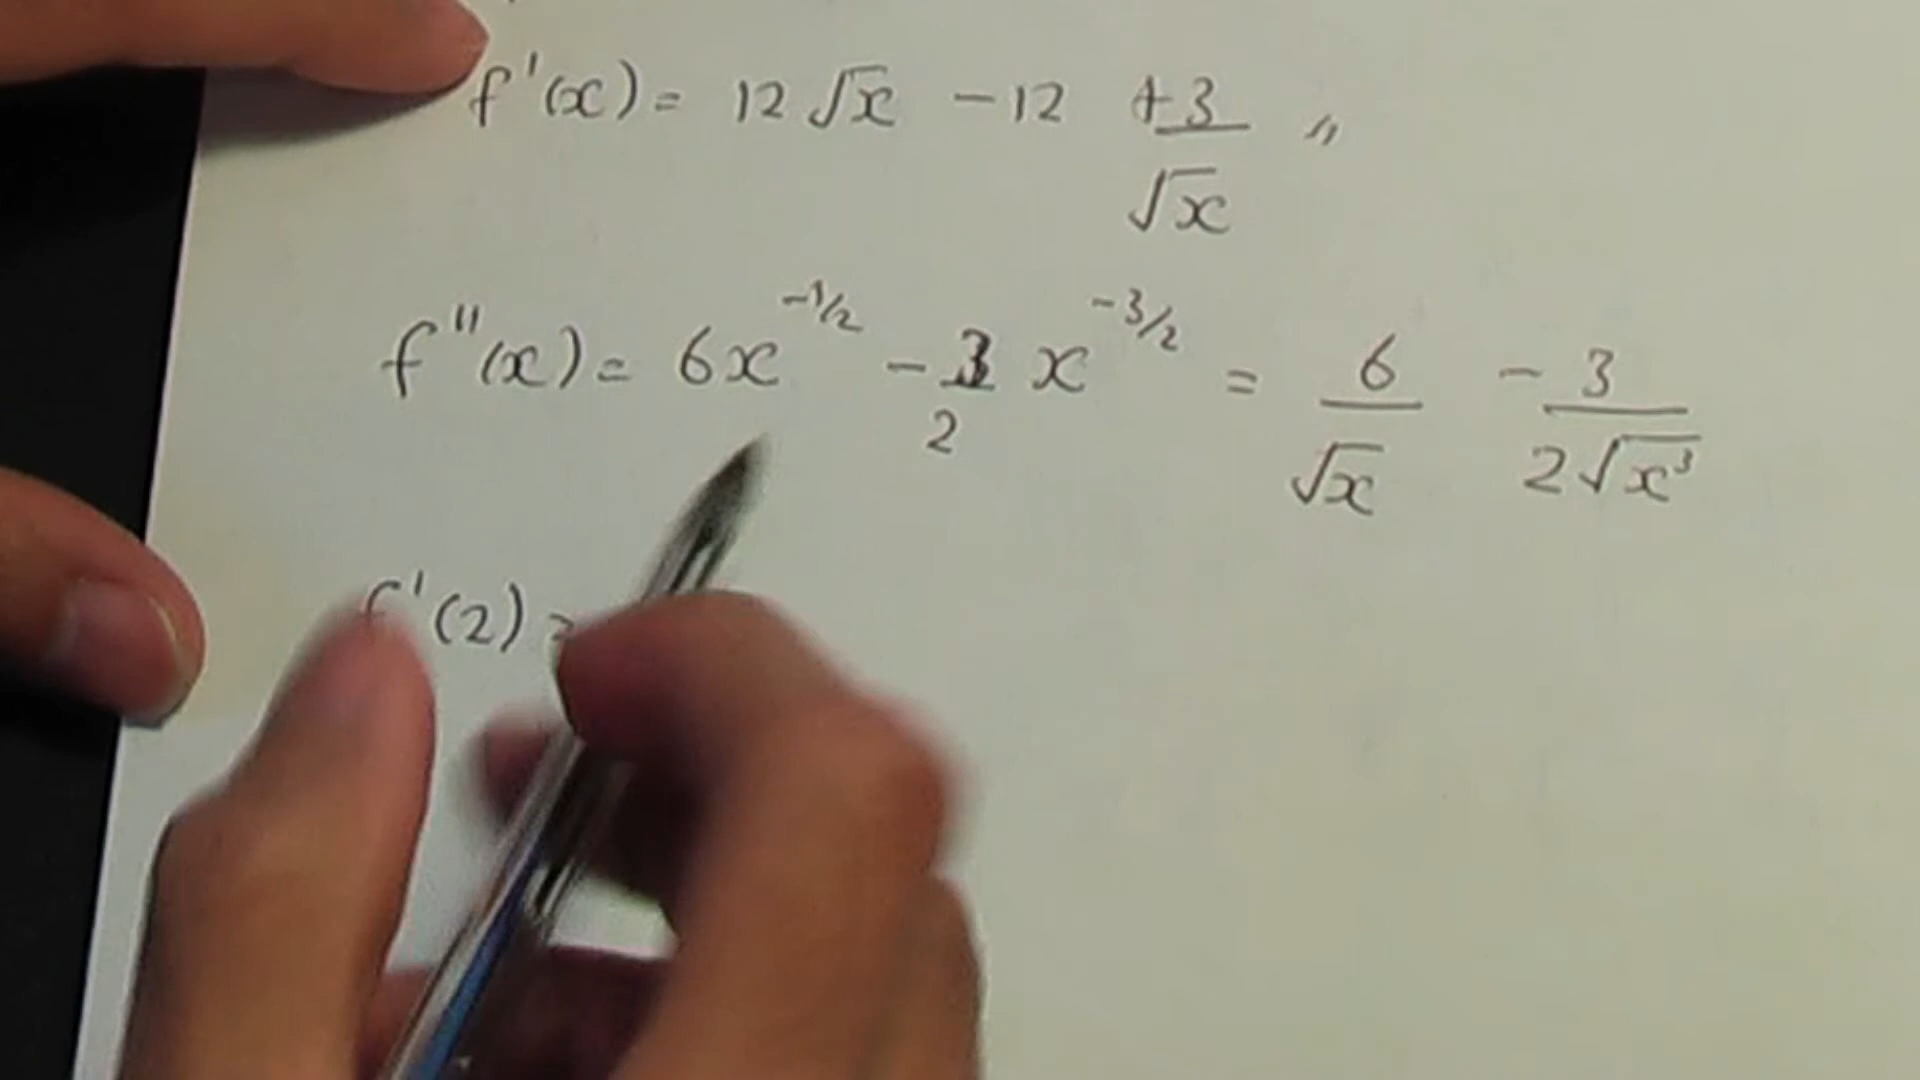 f'(x) = 12√x - 12 + 3/√x "
f''(x) = 6x^(-1/2) - 3/2 x^(-3/2) = 6/√x - 3/(2√x³)
f'(2) =